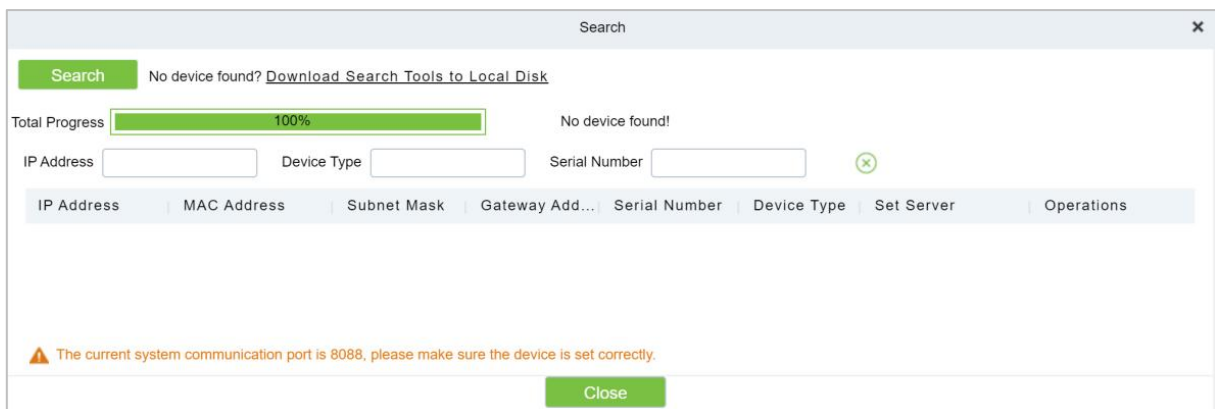 Search
Search No device found? Download Search Tools to Local Disk
Total Progress 100% No device found!
IP Address Device Type Serial Number
IP Address MAC Address Subnet Mask Gateway Add... Serial Number Device Type Set Server Operations
The current system communication port is 8088, please make sure the device is set correctly.
Close